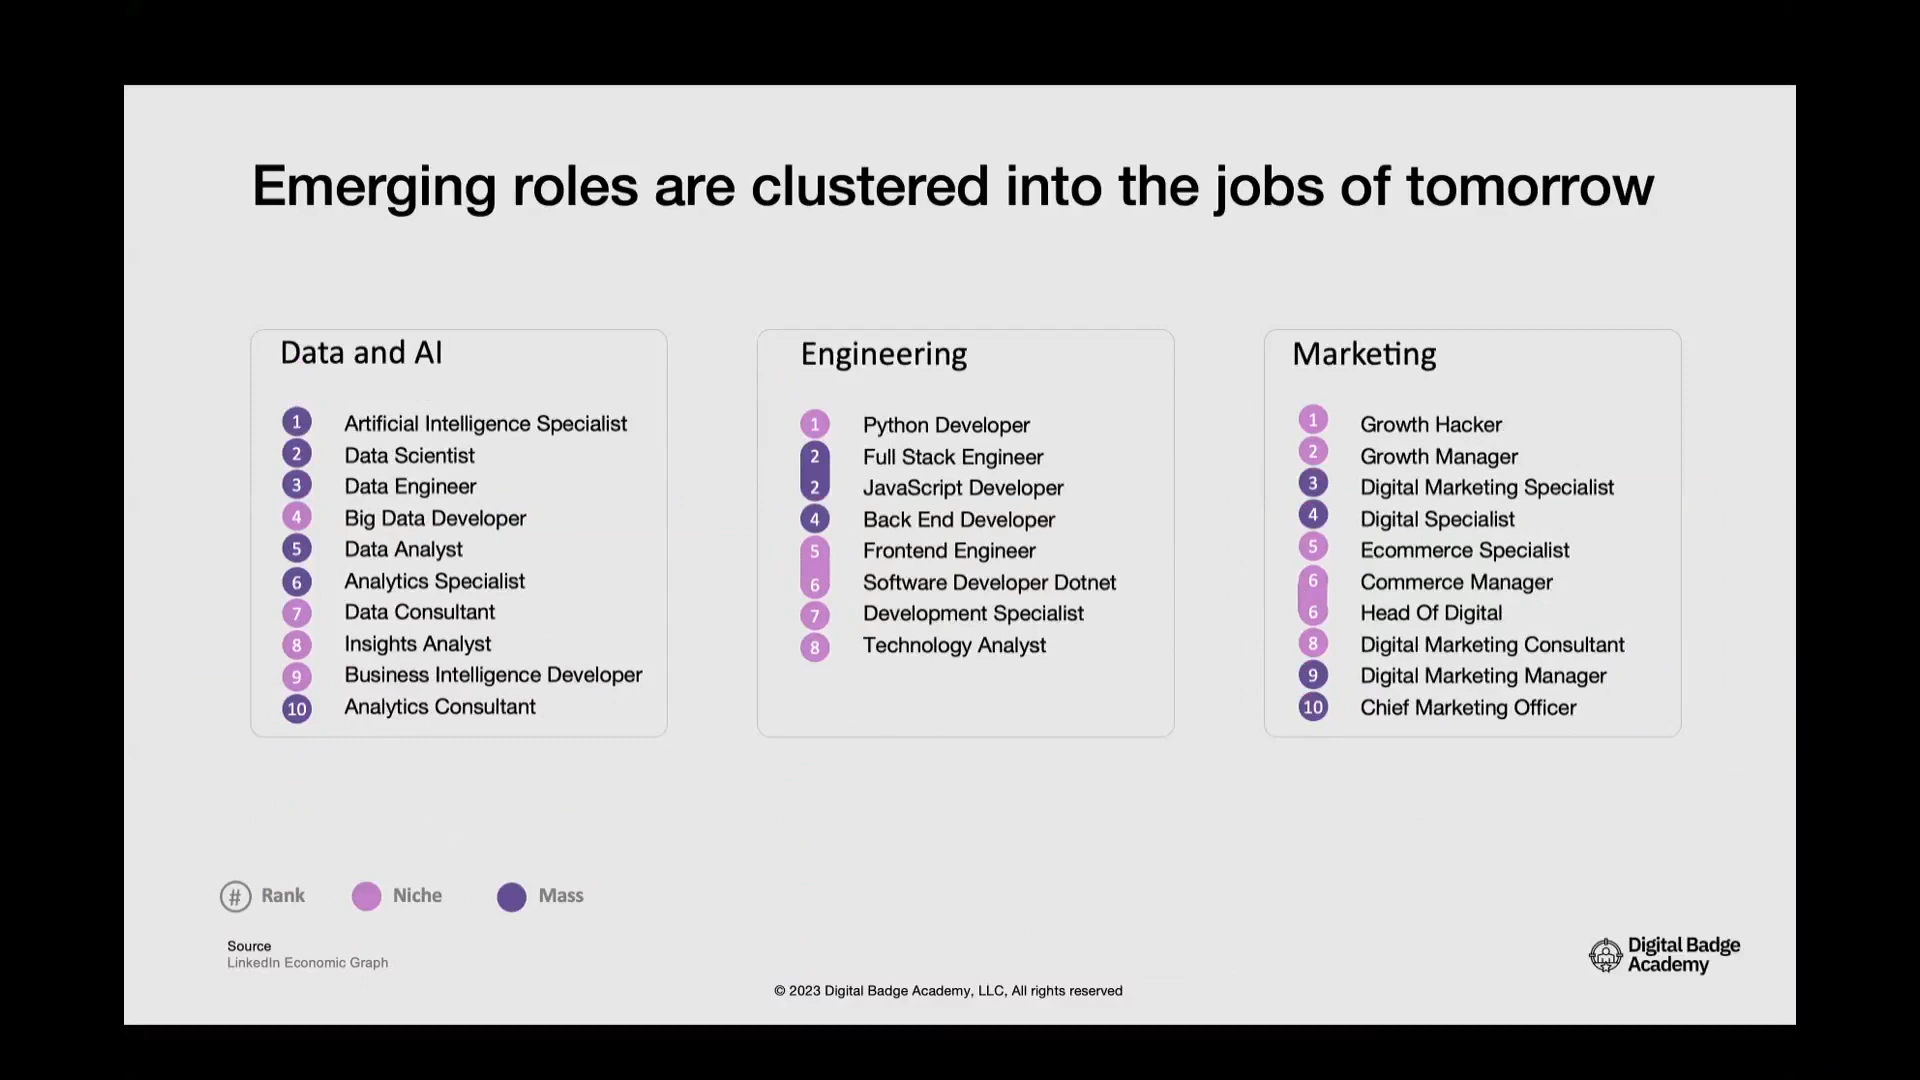 Emerging roles are clustered into the jobs of tomorrow
Data and AI
1 Artificial Intelligence Specialist
2 Data Scientist
3 Data Engineer
4 Big Data Developer
5 Data Analyst
6 Analytics Specialist
7 Data Consultant
8 Insights Analyst
9 Business Intelligence Developer
10 Analytics Consultant
Engineering
1 Python Developer
2 Full Stack Engineer
2 JavaScript Developer
4 Back End Developer
5 Frontend Engineer
6 Software Developer Dotnet
7 Development Specialist
8 Technology Analyst
Marketing
1 Growth Hacker
2 Growth Manager
3 Digital Marketing Specialist
4 Digital Specialist
5 Ecommerce Specialist
6 Commerce Manager
6 Head Of Digital
8 Digital Marketing Consultant
9 Digital Marketing Manager
10 Chief Marketing Officer
# Rank Niche Mass
Source
LinkedIn Economic Graph
Digital Badge
Academy
© 2023 Digital Badge Academy, LLC, All rights reserved